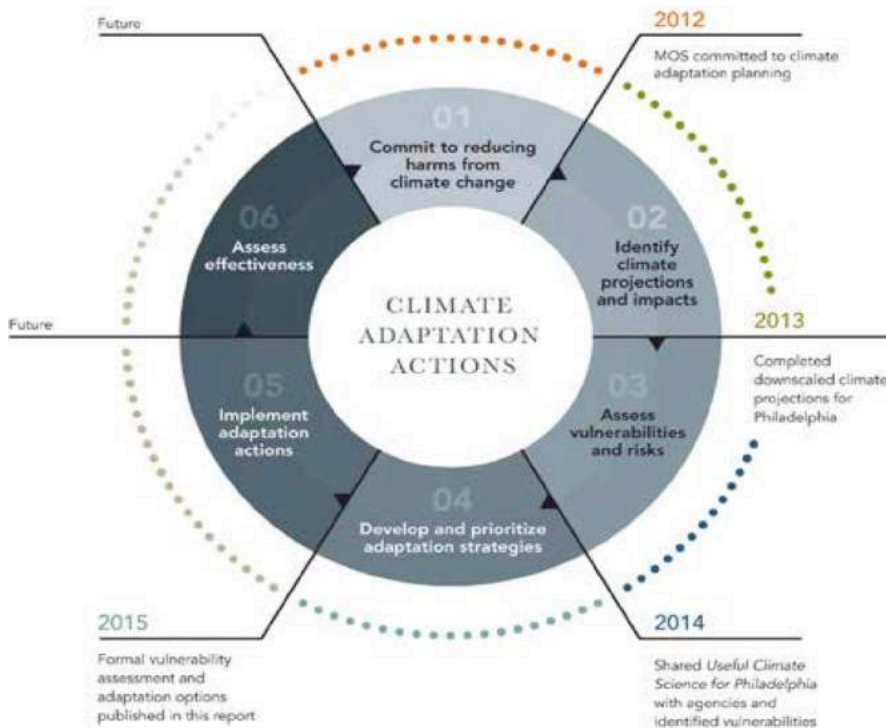 Future
2012
MOS committed to climate
adaptation planning
01
Commit to reducing
harms from
climate change
02
Identify
climate
projections
and impacts
06
Assess
effectiveness
CLIMATE
ADAPTATION
ACTIONS
Future
2013
Completed
downscaled climate
projections for
Philadelphia
03
Assess
vulnerabilities
and risks
05
Implement
adaptation
actions
04
Develop and prioritize
adaptation strategies
2015
Formal vulnerability
assessment and
adaptation options
published in this report
2014
Shared Useful Climate
Science for Philadelphia
with agencies and
identified vulnerabilities